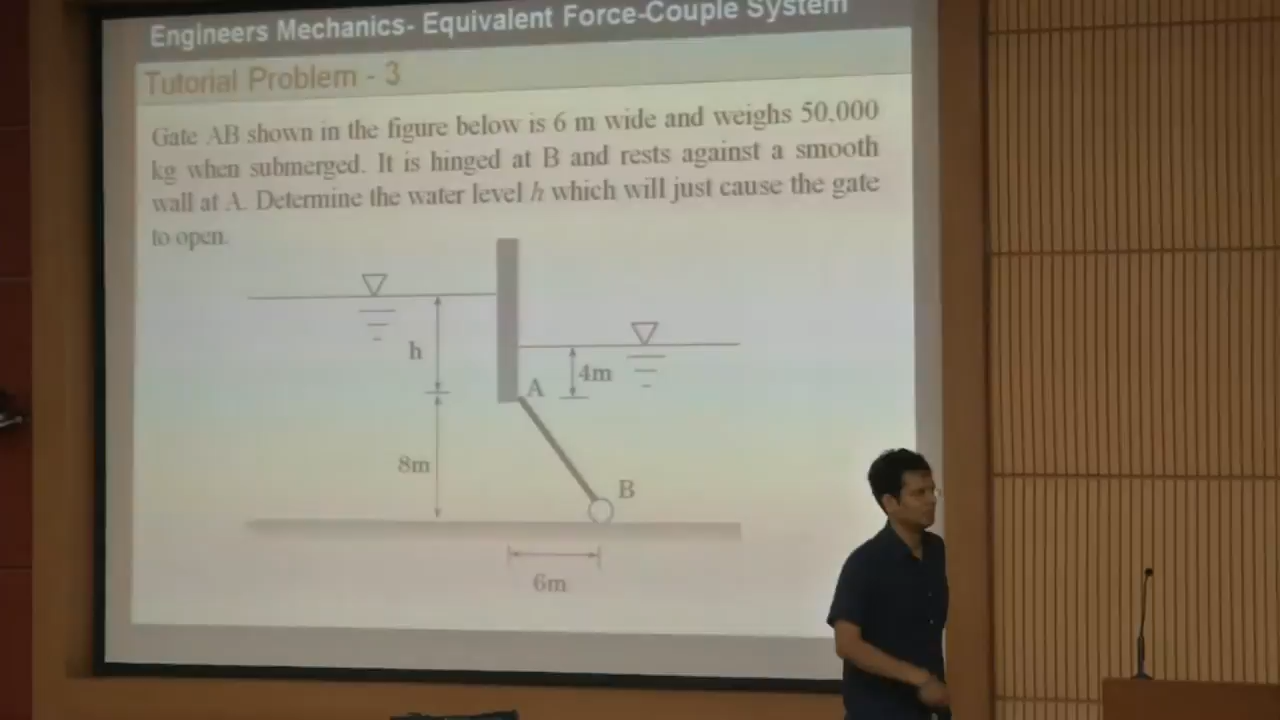 Engineers Mechanics- Equivalent Force-Couple System
Tutorial Problem - 3
Gate AB shown in the figure below is 6 m wide and weighs 50,000
kg when submerged. It is hinged at B and rests against a smooth
wall at A. Determine the water level h which will just cause the gate
to open.
h
4m
A
8m
B
6m